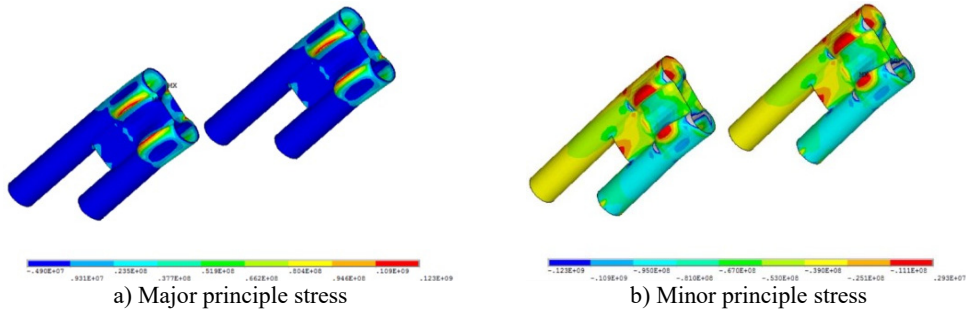 MX
-.490E+07 .235E+08 .519E+08 .804E+08 .109E+09
.931E+07 .377E+08 .662E+08 .946E+08 .123E+09
-.123E+09 -.950E+08 -.670E+08 -.390E+08 -.111E+08
-.109E+09 -.810E+08 -.530E+08 -.251E+08 .293E+07
a) Major principle stress
b) Minor principle stress